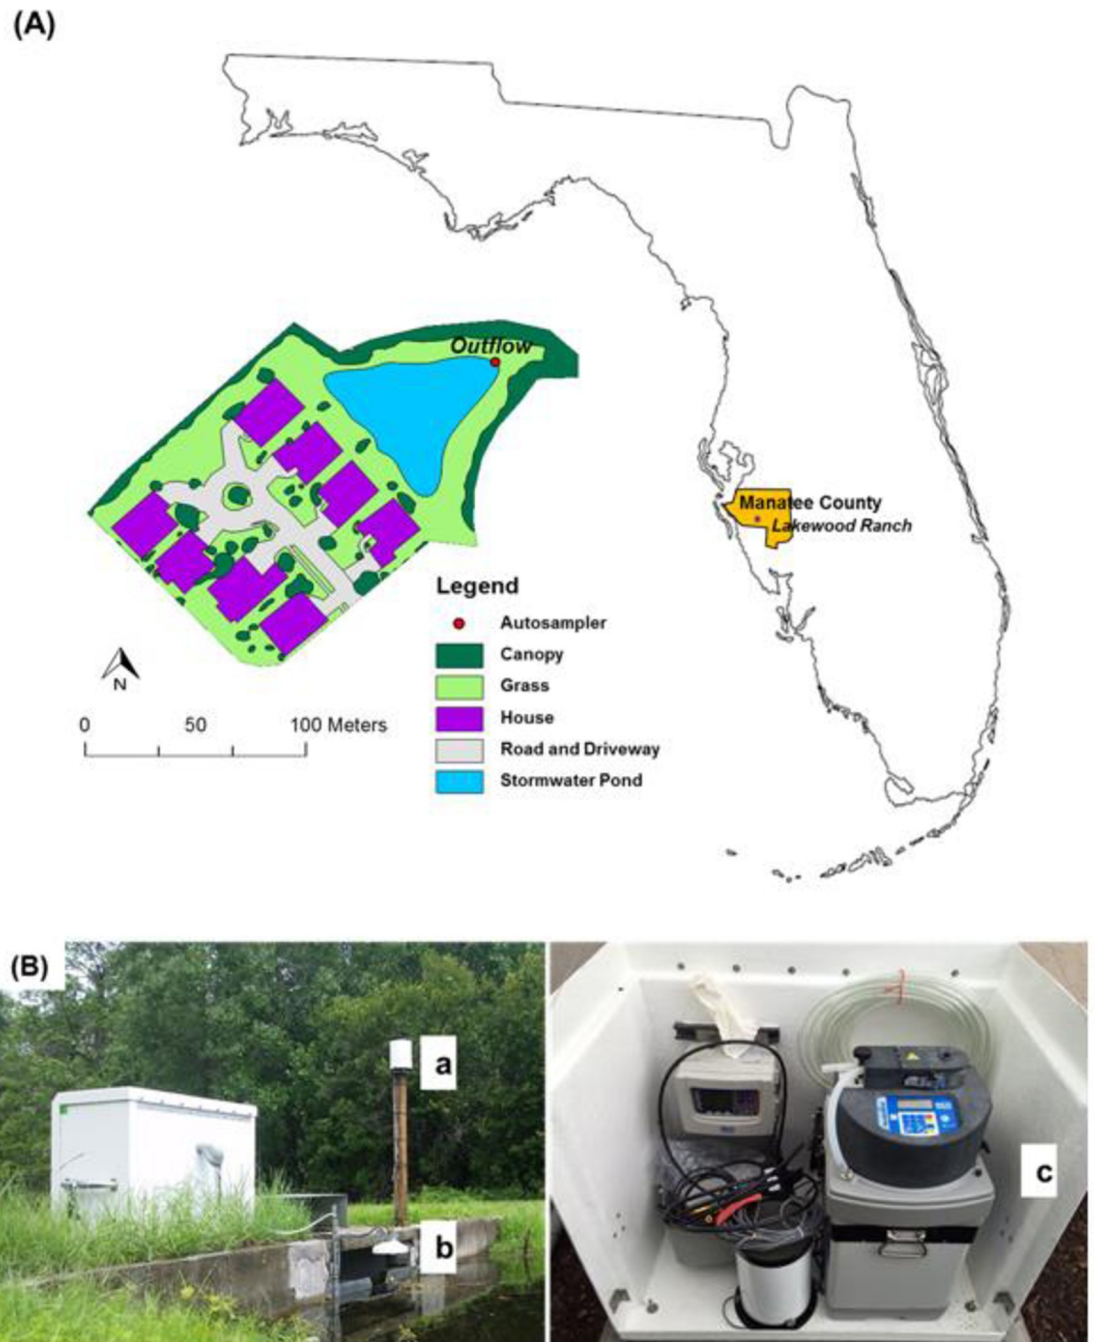 (A)
Outflow
Manatee County
Lakewood Ranch
Legend
Autosampler
Canopy
Grass
House
Road and Driveway
Stormwater Pond
N
0 50 100 Meters
(B)
a
b
c